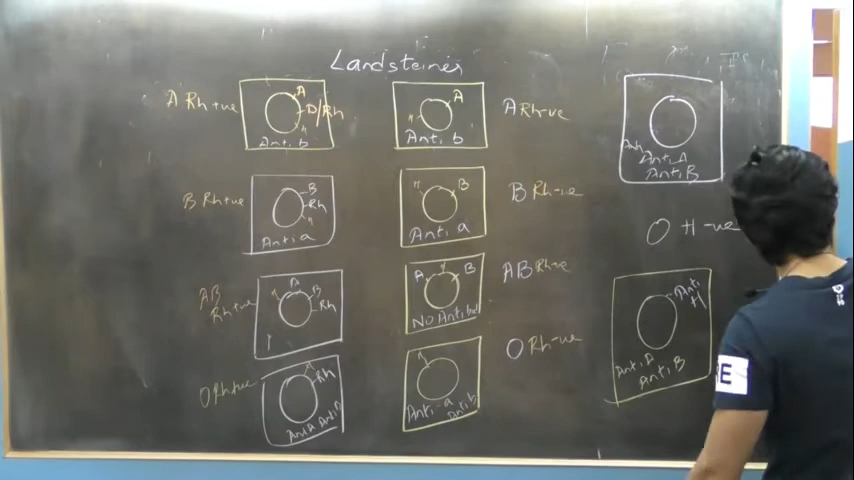 Landsteiner
A Rh+ve
A
D/Rh
H
Anti b
A
H
Anti b
A Rh-ve
B Rh+ve
B
Rh
H
Anti a
H
B
Anti a
B Rh-ve
AB
Rh+ve
H
A
B
Rh
A
H
B
NO Antibod
AB Rh-ve
O Rh+ve
H
Rh
Anti A Anti B
H
Anti-a
Anti b
O Rh-ve
Anti A
Anti B
O H-ve
Anti
H
Anti A
Anti B
RE